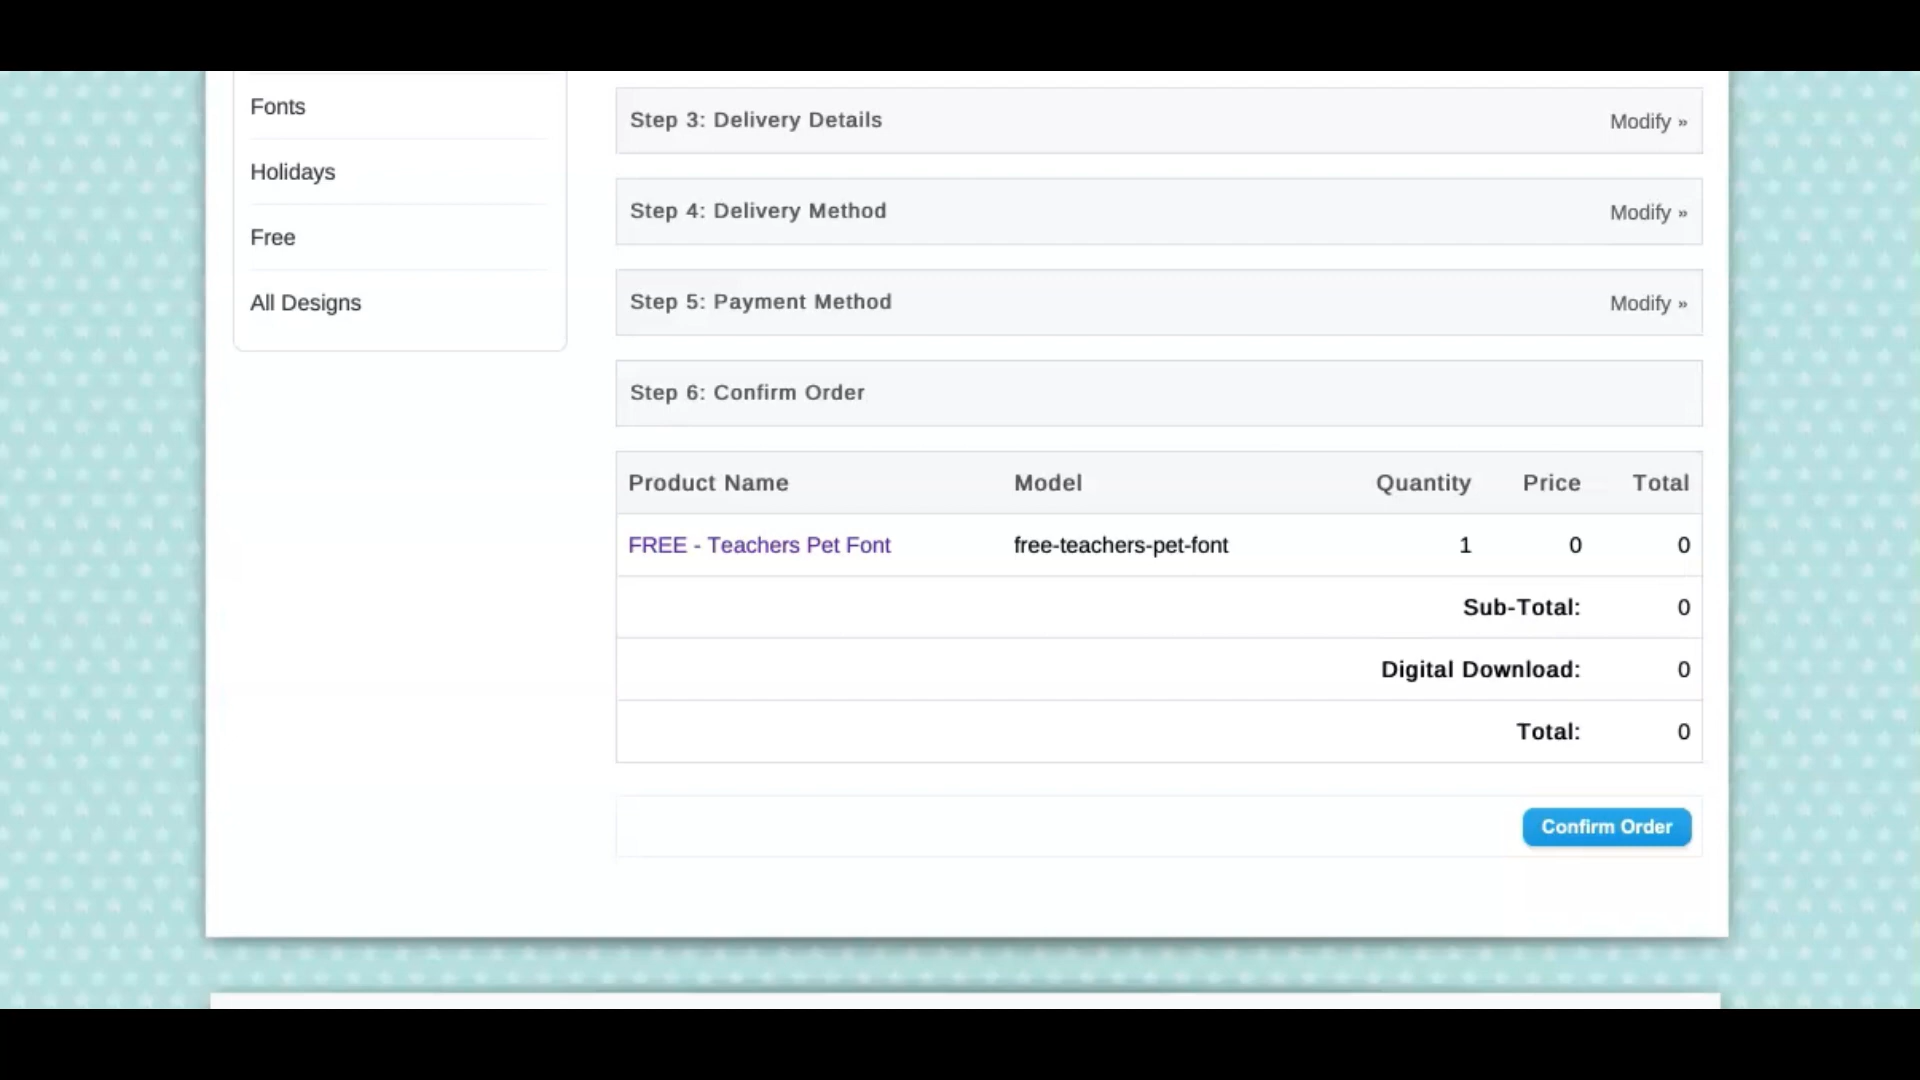 Fonts
Holidays
Free
All Designs
Step 3: Delivery Details Modify »
Step 4: Delivery Method Modify »
Step 5: Payment Method Modify »
Step 6: Confirm Order
Product Name Model Quantity Price Total
FREE - Teachers Pet Font free-teachers-pet-font 1 0 0
Sub-Total: 0
Digital Download: 0
Total: 0
Confirm Order